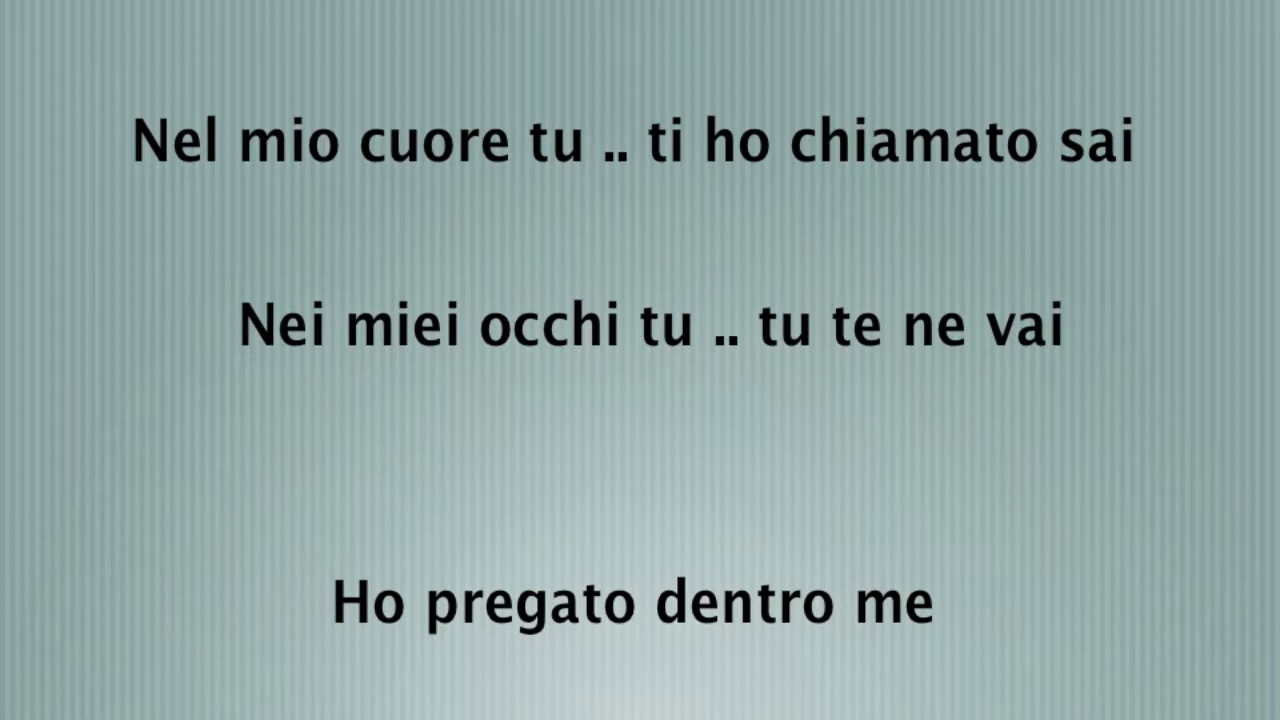 Nel mio cuore tu .. ti ho chiamato sai
Nei miei occhi tu .. tu te ne vai
Ho pregato dentro me